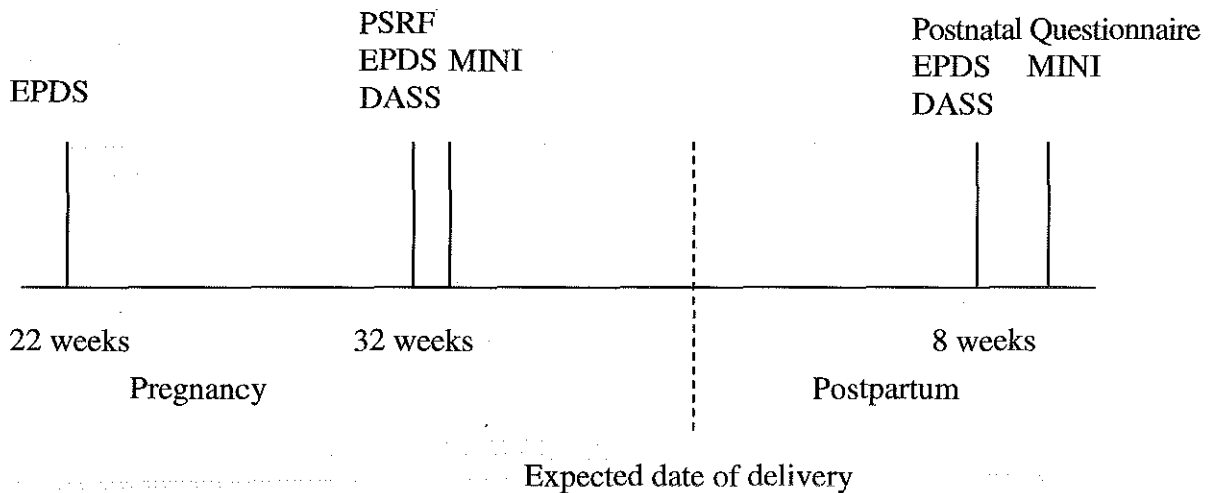 PSRF
EPDS MINI
DASS
EPDS
Postnatal Questionnaire
EPDS MINI
DASS
22 weeks
32 weeks
8 weeks
Pregnancy
Postpartum
Expected date of delivery